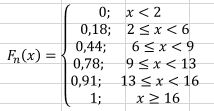 0; x < 2
0,18; 2 ≤ x < 6
0,44; 6 ≤ x < 9
Fₙ(x) =
0,78; 9 ≤ x < 13
0,91; 13 ≤ x < 16
1; x ≥ 16